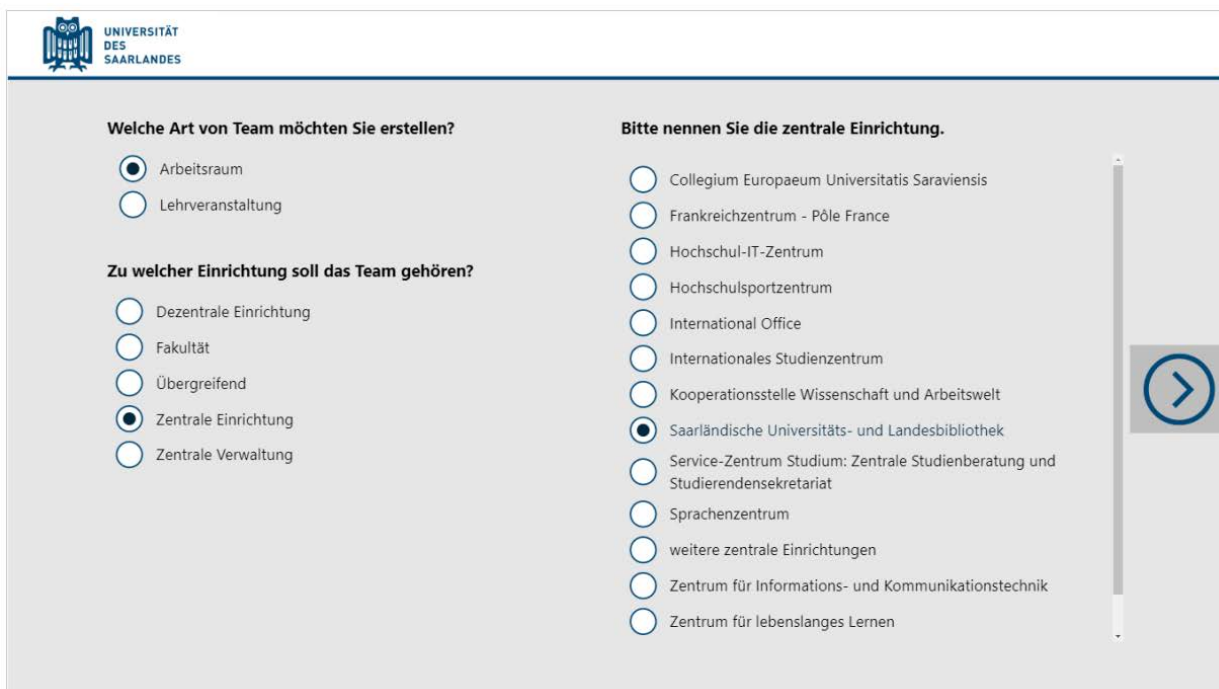 UNIVERSITÄT
DES
SAARLANDES
Welche Art von Team möchten Sie erstellen?
Arbeitsraum
Lehrveranstaltung
Zu welcher Einrichtung soll das Team gehören?
Dezentrale Einrichtung
Fakultät
Übergreifend
Zentrale Einrichtung
Zentrale Verwaltung
Bitte nennen Sie die zentrale Einrichtung.
Collegium Europaeum Universitatis Saraviensis
Frankreichzentrum - Pôle France
Hochschul-IT-Zentrum
Hochschulsportzentrum
International Office
Internationales Studienzentrum
Kooperationsstelle Wissenschaft und Arbeitswelt
Saarländische Universitäts- und Landesbibliothek
Service-Zentrum Studium: Zentrale Studienberatung und
Studierendensekretariat
Sprachenzentrum
weitere zentrale Einrichtungen
Zentrum für Informations- und Kommunikationstechnik
Zentrum für lebenslanges Lernen